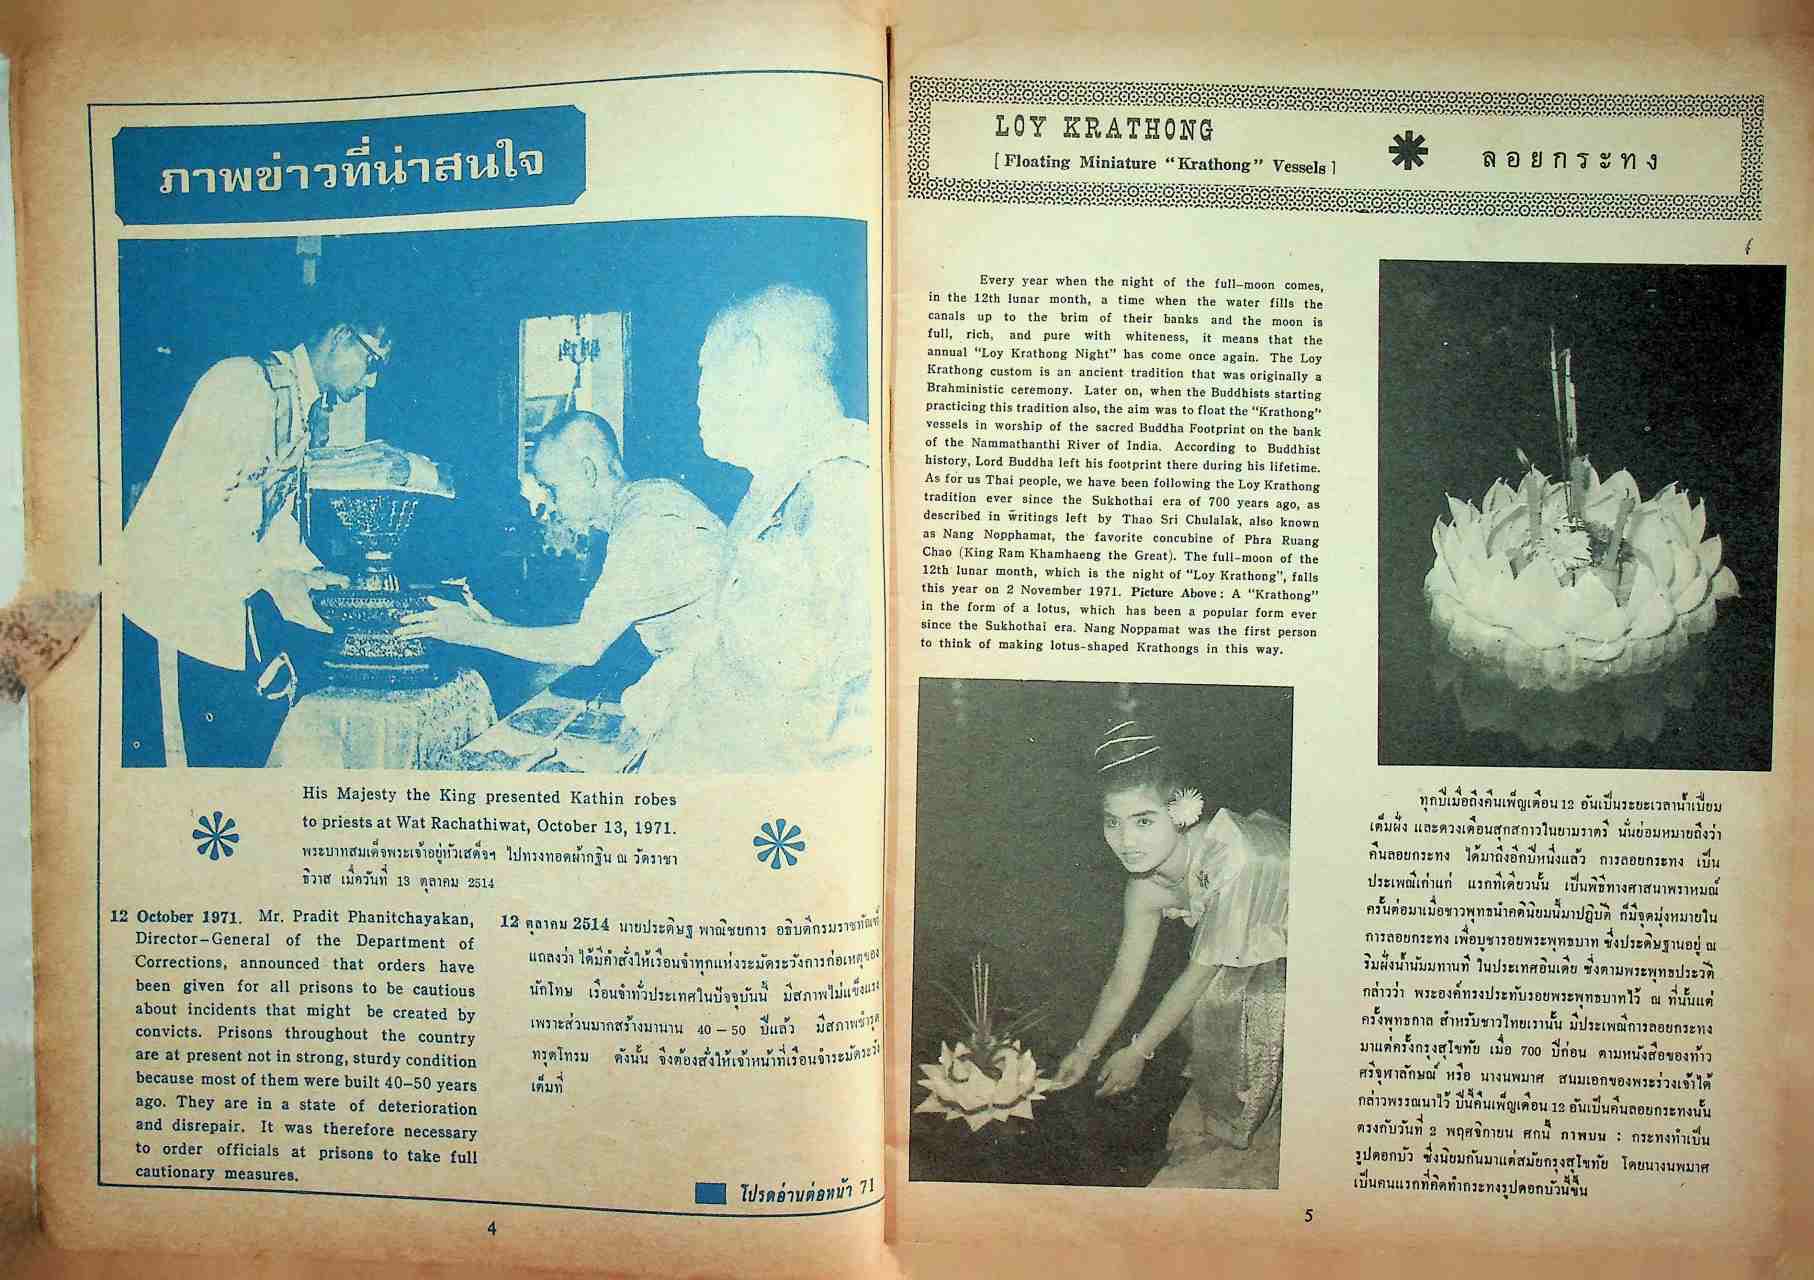 ภาพข่าวที่น่าสนใจ
His Majesty the King presented Kathin robes
to priests at Wat Rachathiwat, October 13, 1971.
พระบาทสมเด็จพระเจ้าอยู่หัวเสด็จฯ ไปทรงทอดผ้ากฐิน ณ วัดราชา
ธิวาส เมื่อวันที่ 13 ตุลาคม 2514
12 October 1971. Mr. Pradit Phanitchayakan,
Director-General of the Department of
Corrections, announced that orders have
been given for all prisons to be cautious
about incidents that might be created by
convicts. Prisons throughout the country
are at present not in strong, sturdy condition
because most of them were built 40-50 years
ago. They are in a state of deterioration
and disrepair. It was therefore necessary
to order officials at prisons to take full
cautionary measures.
12 ตุลาคม 2514 นายประดิษฐ พาณิชยการ อธิบดีกรมราชทัณฑ์
แถลงว่า ได้มีคำสั่งให้เรือนจำทุกแห่งระมัดระวังการก่อเหตุของ
นักโทษ เรือนจำทั่วประเทศในปัจจุบันนี้ มีสภาพไม่แข็งแรง
เพราะส่วนมากสร้างมานาน 40 – 50 ปีแล้ว มีสภาพชำรุด
ทรุดโทรม ดังนั้น จึงต้องสั่งให้เจ้าหน้าที่เรือนจำระมัดระวัง
เต็มที่
โปรดอ่านต่อหน้า 71
4
LOY KRATHONG
[ Floating Miniature “Krathong” Vessels ]
ลอยกระทง
Every year when the night of the full-moon comes,
in the 12th lunar month, a time when the water fills the
canals up to the brim of their banks and the moon is
full, rich, and pure with whiteness, it means that the
annual “Loy Krathong Night” has come once again. The Loy
Krathong custom is an ancient tradition that was originally a
Brahministic ceremony. Later on, when the Buddhists starting
practicing this tradition also, the aim was to float the “Krathong”
vessels in worship of the sacred Buddha Footprint on the bank
of the Nammathanthi River of India. According to Buddhist
history, Lord Buddha left his footprint there during his lifetime.
As for us Thai people, we have been following the Loy Krathong
tradition ever since the Sukhothai era of 700 years ago, as
described in writings left by Thao Sri Chulalak, also known
as Nang Nopphamat, the favorite concubine of Phra Ruang
Chao (King Ram Khamhaeng the Great). The full-moon of the
12th lunar month, which is the night of “Loy Krathong”, falls
this year on 2 November 1971. Picture Above : A “Krathong”
in the form of a lotus, which has been a popular form ever
since the Sukhothai era. Nang Noppamat was the first person
to think of making lotus-shaped Krathongs in this way.
ทุกปีเมื่อถึงคืนเพ็ญเดือน 12 อันเป็นระยะเวลาน้ำเปี่ยม
เต็มฝั่ง และดวงเดือนสุกสกาวในยามราตรี นั่นย่อมหมายถึงว่า
คืนลอยกระทง ได้มาถึงอีกปีหนึ่งแล้ว การลอยกระทง เป็น
ประเพณีเก่าแก่ แรกทีเดียวนั้น เป็นพิธีทางศาสนาพราหมณ์
ครั้นต่อมาเมื่อชาวพุทธนำคตินิยมนี้มาปฏิบัติ ก็มีจุดมุ่งหมายใน
การลอยกระทง เพื่อบูชารอยพระพุทธบาท ซึ่งประดิษฐานอยู่ ณ
ริมฝั่งน้ำนัมมทานที ในประเทศอินเดีย ซึ่งตามพระพุทธประวัติ
กล่าวว่า พระองค์ทรงประทับรอยพระพุทธบาทไว้ ณ ที่นั้นแต่
ครั้งพุทธกาล สำหรับชาวไทยเรานั้น มีประเพณีการลอยกระทง
มาแต่ครั้งกรุงสุโขทัย เมื่อ 700 ปีก่อน ตามหนังสือของท้าว
ศรีจุฬาลักษณ์ หรือ นางนพมาศ สนมเอกของพระร่วงเจ้าได้
กล่าวพรรณนาไว้ ปีนี้คืนเพ็ญเดือน 12 อันเป็นคืนลอยกระทงนั้น
ตรงกับวันที่ 2 พฤศจิกายน ศกนี้ ภาพบน : กระทงทำเป็น
รูปดอกบัว ซึ่งนิยมกันมาแต่สมัยกรุงสุโขทัย โดยนางนพมาศ
เป็นคนแรกที่คิดทำกระทงรูปดอกบัวนี้ขึ้น
5